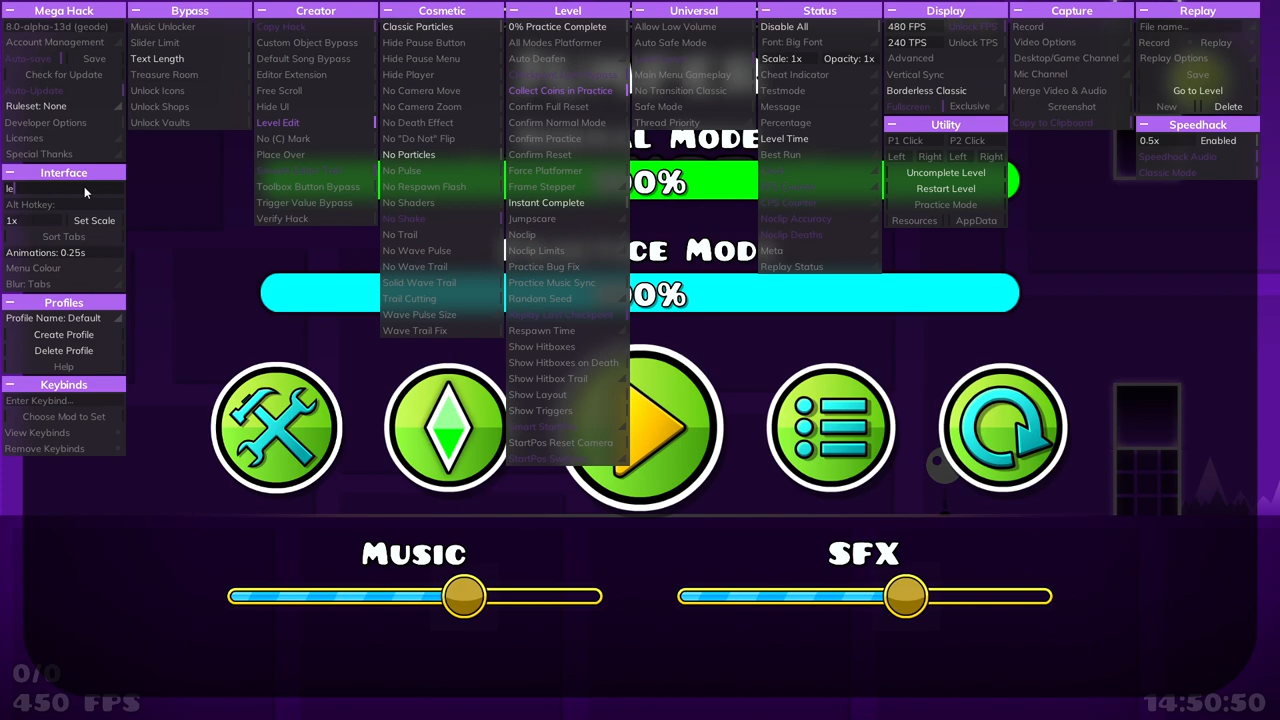 Mega Hack
8.0-alpha-13d (geode)
Account Management
Auto-save
Save
Check for Update
Auto-Update
Ruleset: None
Developer Options
Licenses
Special Thanks
Interface
le
Alt Hotkey:
1x
Set Scale
Sort Tabs
Animations: 0.25s
Menu Colour
Blur: Tabs
Profiles
Profile Name: Default
Create Profile
Delete Profile
Help
Keybinds
Enter Keybind...
Choose Mod to Set
View Keybinds
Remove Keybinds
Bypass
Music Unlocker
Slider Limit
Text Length
Treasure Room
Unlock Icons
Unlock Shops
Unlock Vaults
Creator
Copy Hack
Custom Object Bypass
Default Song Bypass
Editor Extension
Free Scroll
Hide UI
Level Edit
No (C) Mark
Place Over
Toolbox Button Bypass
Trigger Value Bypass
Verify Hack
Cosmetic
Classic Particles
Hide Pause Button
Hide Pause Menu
Hide Player
No Camera Move
No Camera Zoom
No Death Effect
No "Do Not" Flip
No Particles
No Pulse
No Respawn Flash
No Shaders
No Shake
No Trail
No Wave Pulse
No Wave Trail
Solid Wave Trail
Trail Cutting
Wave Pulse Size
Wave Trail Fix
Level
0% Practice Complete
All Modes Platformer
Auto Deafen
Collect Coins in Practice
Confirm Full Reset
Confirm Normal Mode
Confirm Practice
Confirm Reset
Force Platformer
Frame Stepper
Instant Complete
Jumpscare
Noclip
Noclip Limits
Practice Bug Fix
Practice Music Sync
Random Seed
Respawn Time
Show Hitboxes
Show Hitboxes on Death
Show Hitbox Trail
Show Layout
Show Triggers
Smart StartPos
StartPos Reset Camera
StartPos Switcher
Universal
Allow Low Volume
Auto Safe Mode
Main Menu Gameplay
No Transition Classic
Safe Mode
Thread Priority
Status
Disable All
Font: Big Font
Scale: 1x
Opacity: 1x
Cheat Indicator
Testmode
Message
Percentage
Level Time
Best Run
CPS Counter
Noclip Accuracy
Noclip Deaths
Meta
Replay Status
Display
480 FPS
Unlock FPS
240 TPS
Unlock TPS
Advanced
Vertical Sync
Borderless Classic
Fullscreen
Exclusive
Utility
P1 Click
P2 Click
Left
Right
Left
Right
Uncomplete Level
Restart Level
Practice Mode
Resources
AppData
Capture
Record
Video Options
Desktop/Game Channel
Mic Channel
Merge Video & Audio
Screenshot
Copy to Clipboard
Replay
File name...
Record
Replay
Replay Options
Save
Go to Level
New
Delete
Speedhack
0.5x
Enabled
Speedhack Audio
Classic Mode
Music
SFX
0/0
450 FPS
14:50:50